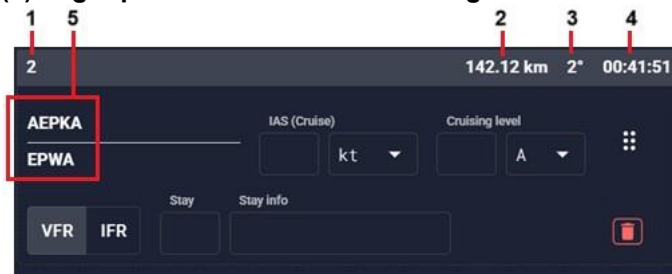 1 5 2 3 4
2 142.12 km 2° 00:41:51
AEPKA IAS (Cruise) Cruising level
kt A
EPWA
Stay Stay info
VFR IFR